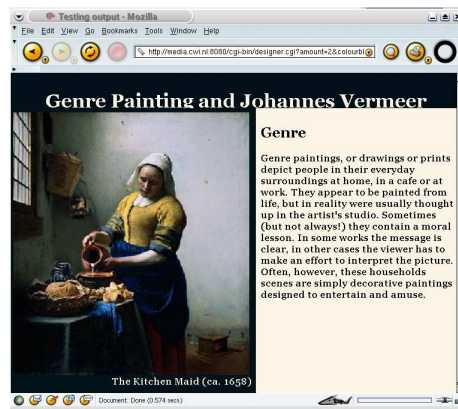 Testing output - Mozilla
File Edit View Go Bookmarks Tools Window Help
http://media.cwi.nl:8080/cgi-bin/designer.cgi?amount=2&colourbl
Genre Painting and Johannes Vermeer
Genre
Genre paintings, or drawings or prints
depict people in their everyday
surroundings at home, in a cafe or at
work. They appear to be painted from
life, but in reality were usually thought
up in the artist's studio. Sometimes
(but not always!) they contain a moral
lesson. In some works the message is
clear, in other cases the viewer has to
make an effort to interpret the picture.
Often, however, these households
scenes are simply decorative paintings
designed to entertain and amuse.
The Kitchen Maid (ca. 1658)
Document: Done (0.574 secs)